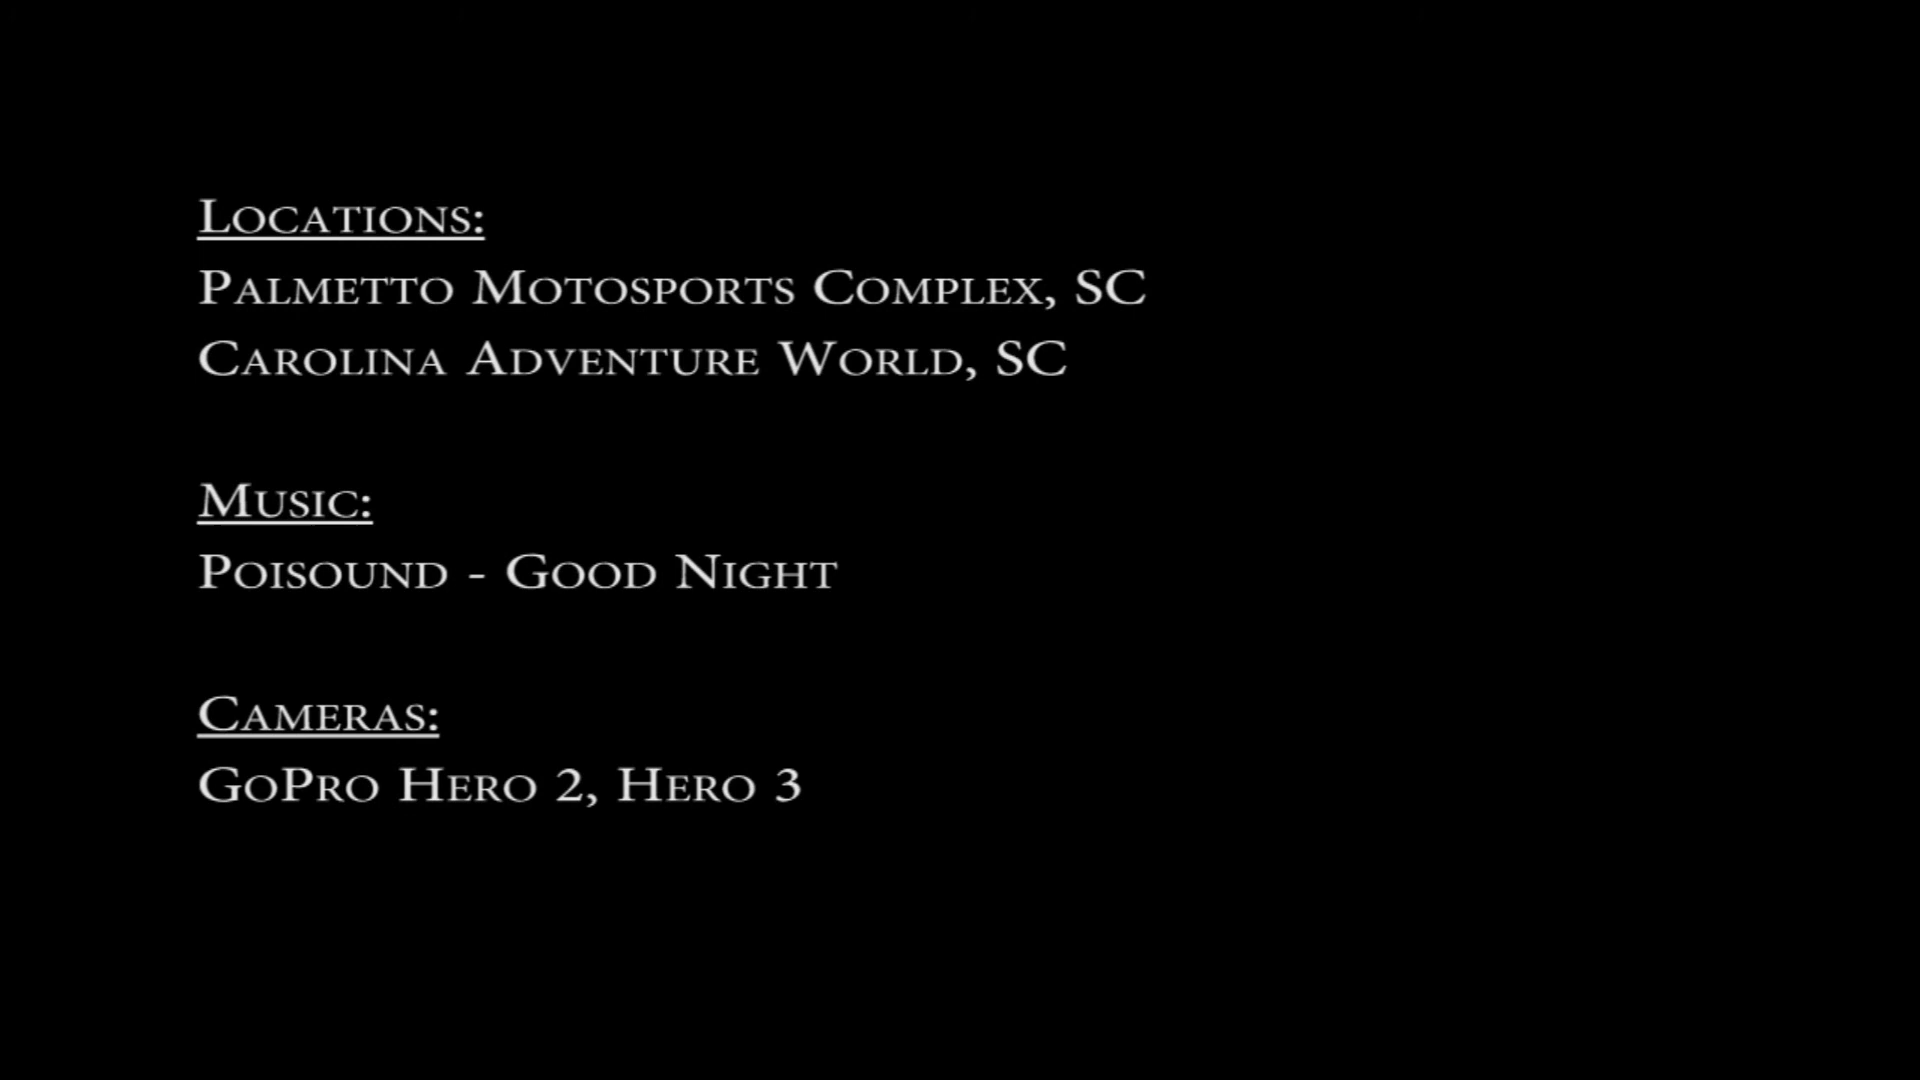 Locations:
Palmetto Motosports Complex, SC
Carolina Adventure World, SC
Music:
Poisound - Good Night
Cameras:
GoPro Hero 2, Hero 3